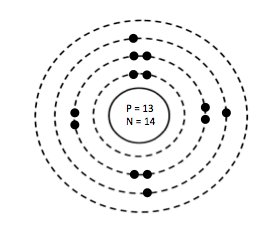 P = 13
N = 14